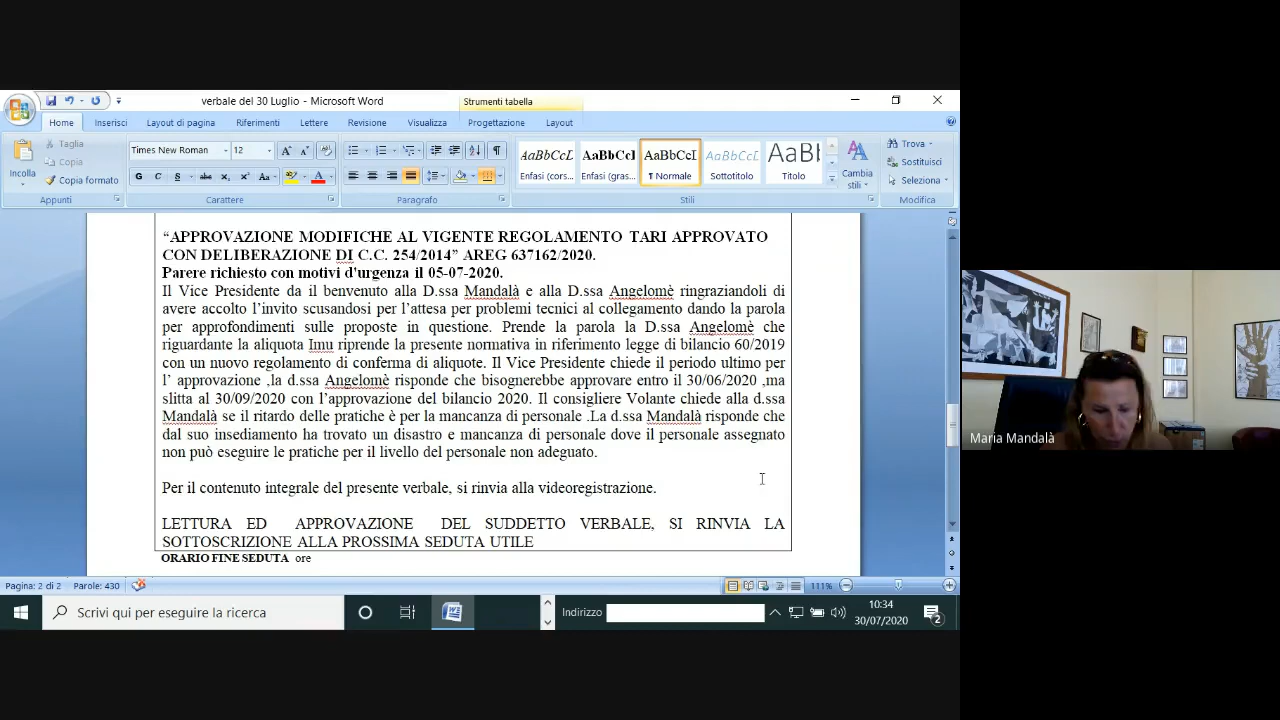 verbale del 30 Luglio - Microsoft Word
Strumenti tabella
Home Inserisci Layout di pagina Riferimenti Lettere Revisione Visualizza Progettazione Layout
Incolla
Taglia
Copia
Copia formato
Appunti
Times New Roman 12
G C S abc x₂ x² Aa
Carattere
Paragrafo
AaBbCcL AaBbCcI AaBbCcI AaBbCcL AaBl
Enfasi (cors... Enfasi (gras... ¶ Normale Sottotitolo Titolo
Cambia stili
Stili
Trova
Sostituisci
Seleziona
Modifica
“APPROVAZIONE MODIFICHE AL VIGENTE REGOLAMENTO TARI APPROVATO
CON DELIBERAZIONE DI C.C. 254/2014” AREG 637162/2020.
Parere richiesto con motivi d'urgenza il 05-07-2020.
Il Vice Presidente da il benvenuto alla D.ssa Mandalà e alla D.ssa Angelomè ringraziandoli di
avere accolto l’invito scusandosi per l’attesa per problemi tecnici al collegamento dando la parola
per approfondimenti sulle proposte in questione. Prende la parola la D.ssa Angelomè che
riguardante la aliquota Imu riprende la presente normativa in riferimento legge di bilancio 60/2019
con un nuovo regolamento di conferma di aliquote. Il Vice Presidente chiede il periodo ultimo per
l’ approvazione ,la d.ssa Angelomè risponde che bisognerebbe approvare entro il 30/06/2020 ,ma
slitta al 30/09/2020 con l’approvazione del bilancio 2020. Il consigliere Volante chiede alla d.ssa
Mandalà se il ritardo delle pratiche è per la mancanza di personale .La d.ssa Mandalà risponde che
dal suo insediamento ha trovato un disastro e mancanza di personale dove il personale assegnato
non può eseguire le pratiche per il livello del personale non adeguato.
Per il contenuto integrale del presente verbale, si rinvia alla videoregistrazione.
LETTURA ED APPROVAZIONE DEL SUDDETTO VERBALE, SI RINVIA LA
SOTTOSCRIZIONE ALLA PROSSIMA SEDUTA UTILE
ORARIO FINE SEDUTA ore
Pagina: 2 di 2 Parole: 430 111%
Scrivi qui per eseguire la ricerca
Indirizzo
10:34
30/07/2020
2
Maria Mandalà